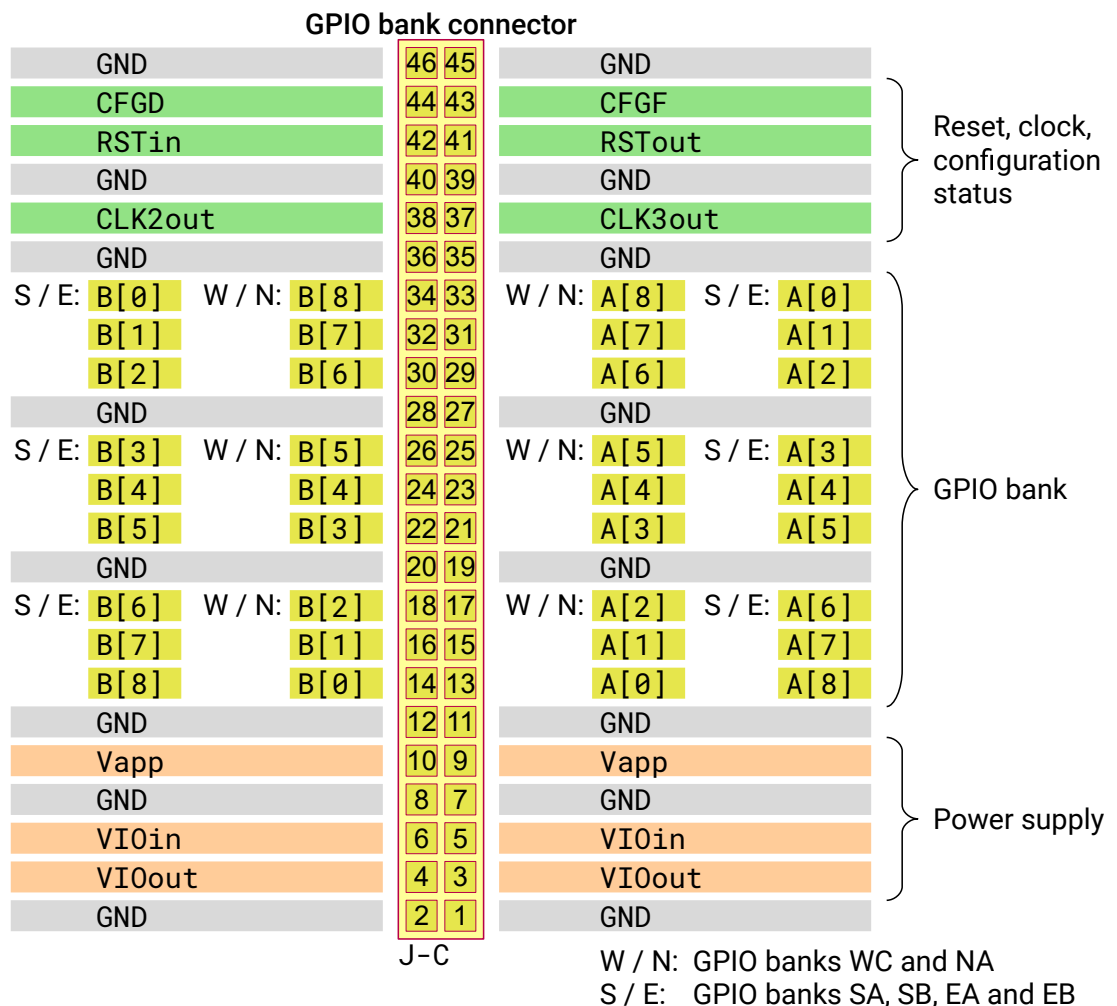 GPIO bank connector
GND 46 45 GND
CFGD 44 43 CFGF
RSTin 42 41 RSTout
GND 40 39 GND
CLK2out 38 37 CLK3out
GND 36 35 GND
Reset, clock,
configuration
status
S / E: B[0] W / N: B[8] 34 33 W / N: A[8] S / E: A[0]
B[1] B[7] 32 31 A[7] A[1]
B[2] B[6] 30 29 A[6] A[2]
GND 28 27 GND
S / E: B[3] W / N: B[5] 26 25 W / N: A[5] S / E: A[3]
B[4] B[4] 24 23 A[4] A[4]
B[5] B[3] 22 21 A[3] A[5]
GND 20 19 GND
S / E: B[6] W / N: B[2] 18 17 W / N: A[2] S / E: A[6]
B[7] B[1] 16 15 A[1] A[7]
B[8] B[0] 14 13 A[0] A[8]
GPIO bank
GND 12 11 GND
Vapp 10 9 Vapp
GND 8 7 GND
VIOin 6 5 VIOin
VIOout 4 3 VIOout
GND 2 1 GND
Power supply
J-C
W / N: GPIO banks WC and NA
S / E: GPIO banks SA, SB, EA and EB